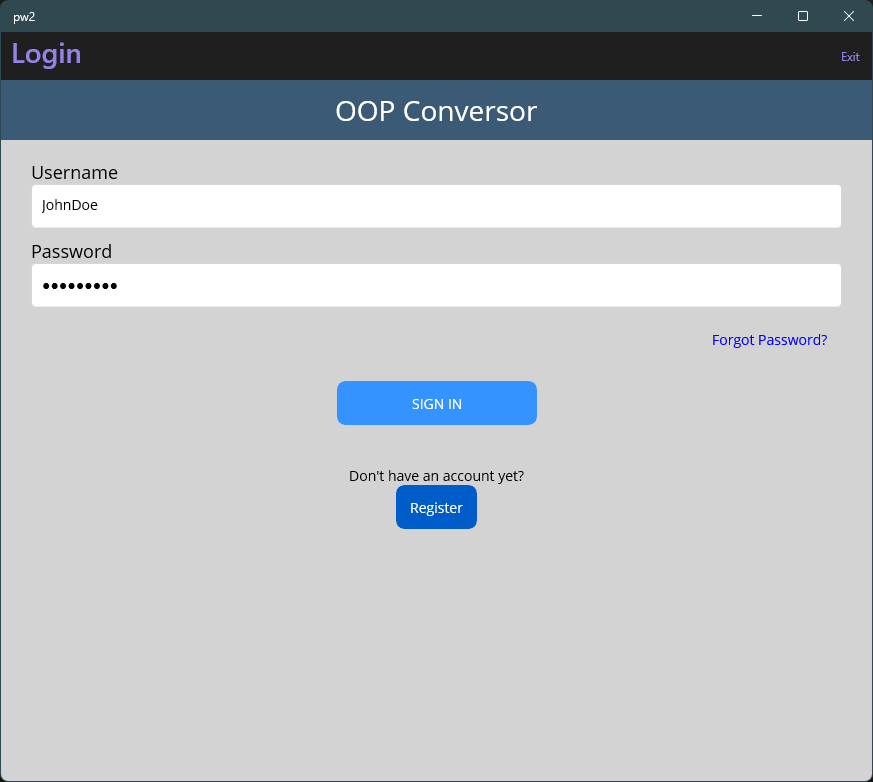 pw2
Login
Exit
OOP Conversor
Username
JohnDoe
Password
•••••••••
Forgot Password?
SIGN IN
Don't have an account yet?
Register